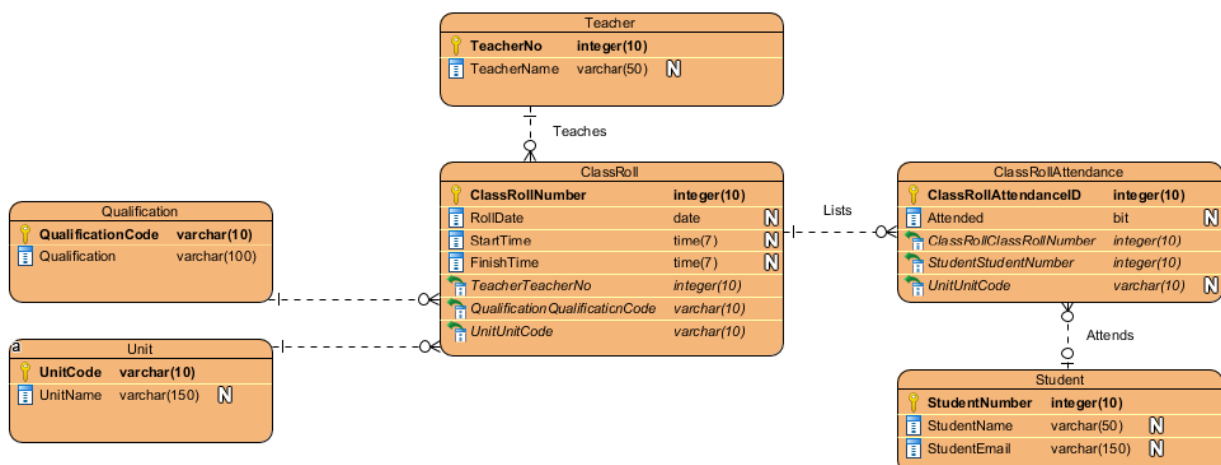 Teacher
TeacherNo integer(10)
TeacherName varchar(50) N
Teaches
ClassRoll
ClassRollNumber integer(10)
RollDate date N
StartTime time(7) N
FinishTime time(7) N
TeacherTeacherNo integer(10)
QualificationQualificationCode varchar(10)
UnitUnitCode varchar(10)
Qualification
QualificationCode varchar(10)
Qualification varchar(100)
a
Unit
UnitCode varchar(10)
UnitName varchar(150) N
Lists
ClassRollAttendance
ClassRollAttendanceID integer(10)
Attended bit N
ClassRollClassRollNumber integer(10)
StudentStudentNumber integer(10)
UnitUnitCode varchar(10) N
Attends
Student
StudentNumber integer(10)
StudentName varchar(50) N
StudentEmail varchar(150) N